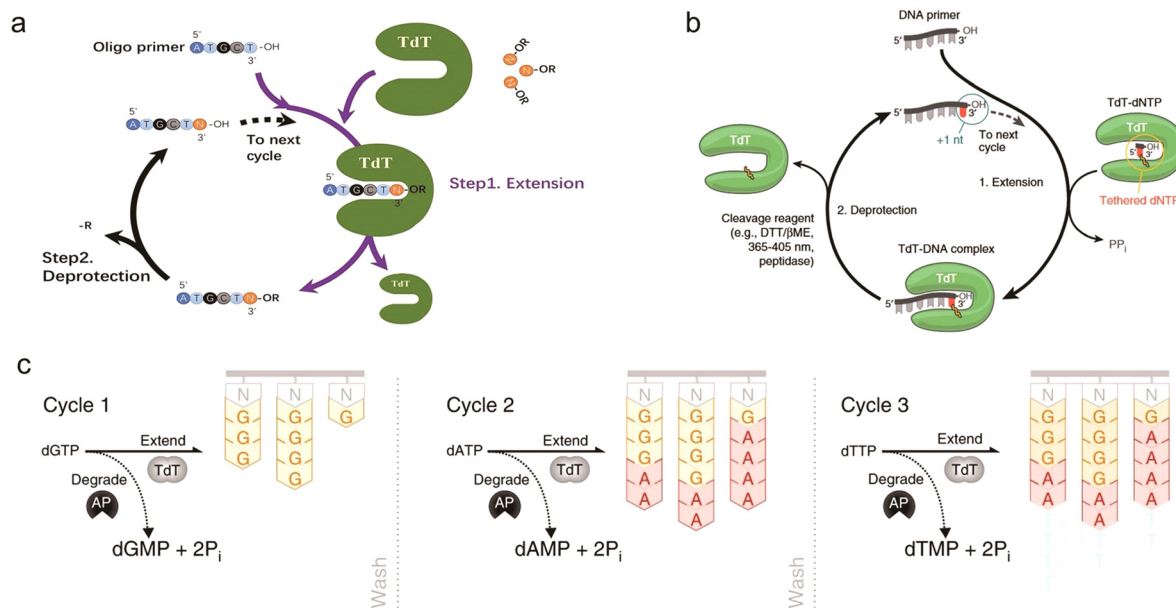 a
Oligo primer
5'
A T G C T -OH
3'
TdT
N -OR
N -OR
N -OR
5'
A T G C T N -OH
3'
To next
cycle
TdT
5'
A T G C T N -OR
3'
Step1. Extension
-R
Step2.
Deprotection
5'
A T G C T N -OR
3'
TdT
b
DNA primer
5' OH
3'
5' OH
3'
+1 nt
To next
cycle
TdT-dNTP
TdT
5' OH
3'
Tethered dNTP
TdT
1. Extension
2. Deprotection
Cleavage reagent
(e.g., DTT/βME,
365-405 nm,
peptidase)
PPi
TdT-DNA complex
TdT
5' OH
3'
c
Cycle 1
dGTP
Extend
TdT
Degrade
AP
dGMP + 2Pi
N N N
G G G
G G
G G
G
Wash
Cycle 2
dATP
Extend
TdT
Degrade
AP
dAMP + 2Pi
N N N
G G G
G G A
G G A
A G A
A A A
A
Wash
Cycle 3
dTTP
Extend
TdT
Degrade
AP
dTMP + 2Pi
N N N
G G G
G G A
G G A
A G A
A A A
A